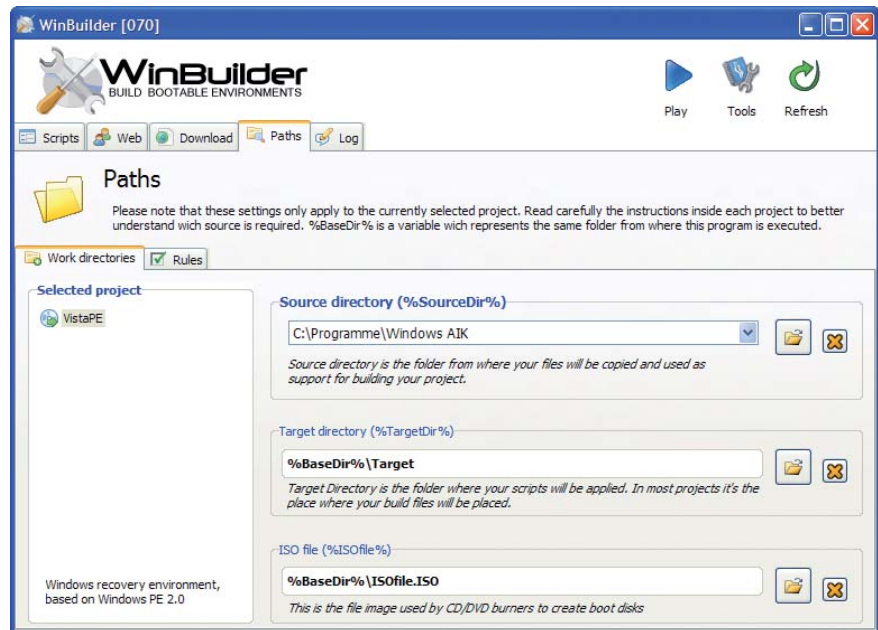 WinBuilder [070]
WinBuilder
BUILD BOOTABLE ENVIRONMENTS
Play
Tools
Refresh
Scripts
Web
Download
Paths
Log
Paths
Please note that these settings only apply to the currently selected project. Read carefully the instructions inside each project to better
understand wich source is required. %BaseDir% is a variable wich represents the same folder from where this program is executed.
Work directories
Rules
Selected project
VistaPE
Windows recovery environment,
based on Windows PE 2.0
Source directory (%SourceDir%)
C:\Programme\Windows AIK
Source directory is the folder from where your files will be copied and used as
support for building your project.
Target directory (%TargetDir%)
%BaseDir%\Target
Target Directory is the folder where your scripts will be applied. In most projects it's the
place where your build files will be placed.
ISO file (%ISOfile%)
%BaseDir%\ISOfile.ISO
This is the file image used by CD/DVD burners to create boot disks